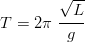 T = 2π √L / g